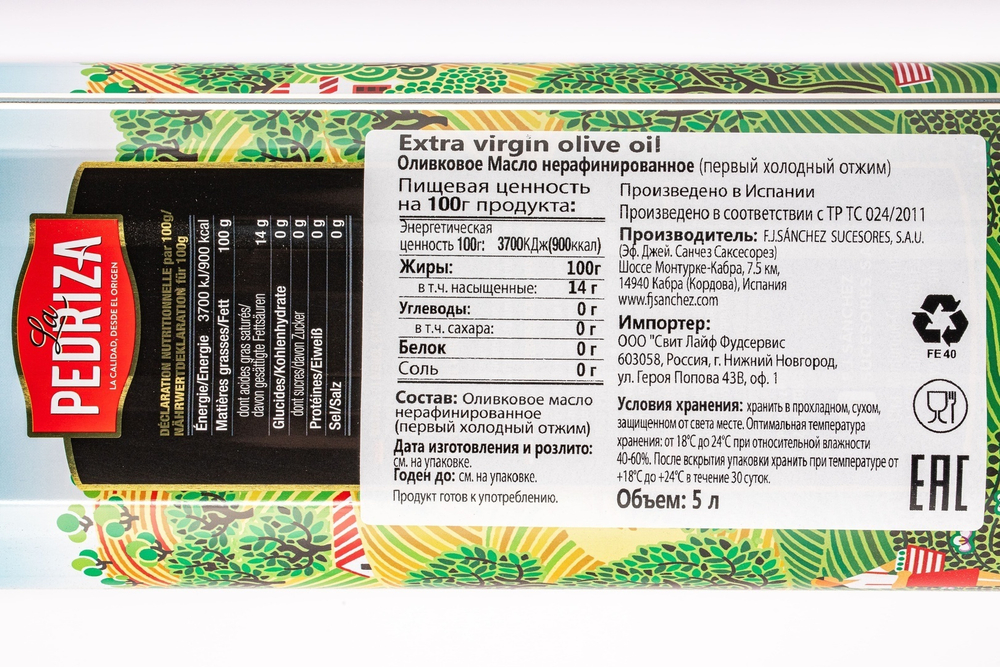 La
PEDRIZA
LA CALIDAD, DESDE EL ORIGEN
DÉCLARATION NUTRITIONNELLE par 100g/
NÄHRWERTDEKLARATION für 100g
Énergie/Energie 3700 kJ/900 kcal
Matières grasses/Fett 100 g
dont acides gras saturés/
davon gesättigte Fettsäuren 14 g
Glucides/Kohlenhydrate 0 g
dont sucres/davon Zucker 0 g
Protéines/Eiweiß 0 g
Sel/Salz 0 g
Extra virgin olive oil
Оливковое Масло нерафинированное (первый холодный отжим)
Пищевая ценность
на 100г продукта:
Энергетическая
ценность 100г: 3700КДж(900ккал)
Жиры: 100г
в т.ч. насыщенные: 14 г
Углеводы: 0 г
в т.ч. сахара: 0 г
Белок 0 г
Соль 0 г
Состав: Оливковое масло
нерафинированное
(первый холодный отжим)
Дата изготовления и розлито:
см. на упаковке.
Годен до: см. на упаковке.
Продукт готов к употреблению.
Произведено в Испании
Произведено в соответствии с ТР ТС 024/2011
Производитель: F.J.SÁNCHEZ SUCESORES, S.A.U.
(Эф. Джей. Санчез Саксесорез)
Шоссе Монтурке-Кабра, 7.5 км,
14940 Кабра (Кордова), Испания
www.fjsanchez.com
Импортер:
ООО "Свит Лайф Фудсервис
603058, Россия, г. Нижний Новгород,
ул. Героя Попова 43В, оф. 1
Условия хранения: хранить в прохладном, сухом,
защищенном от света месте. Оптимальная температура
хранения: от 18°С до 24°С при относительной влажности
40-60%. После вскрытия упаковки хранить при температуре от
+18°С до +24°С в течение 30 суток.
Объем: 5 л
FE 40
EAC